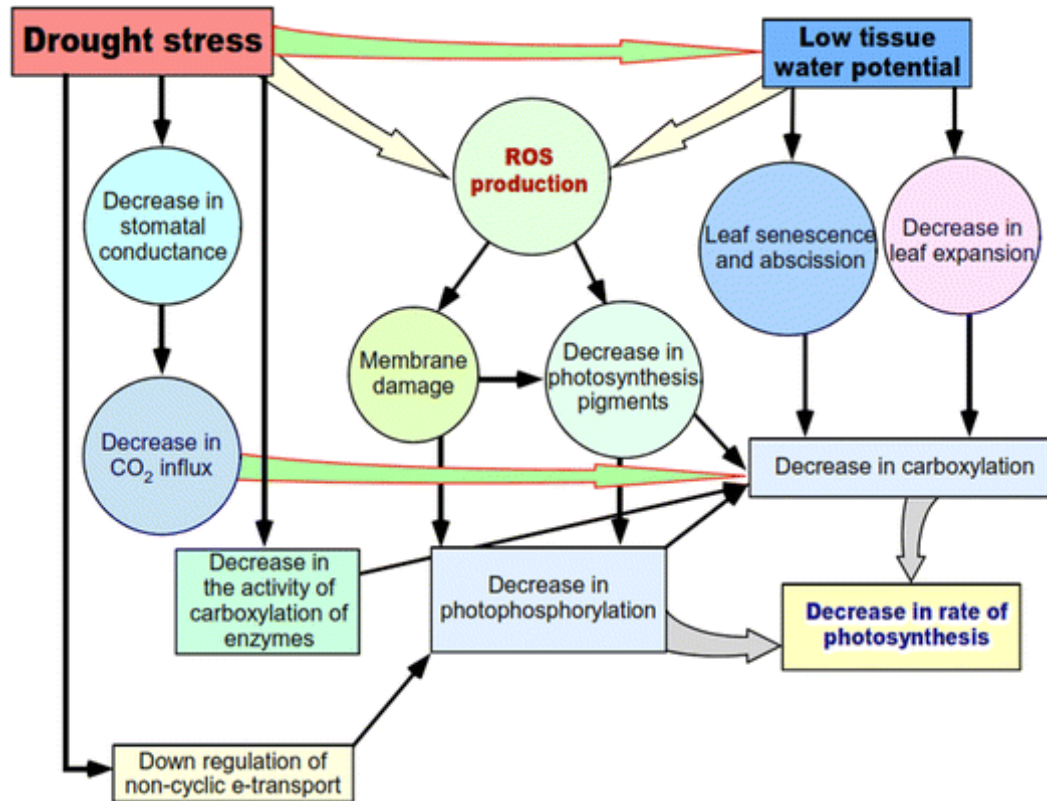 Drought stress
Low tissue
water potential
ROS
production
Decrease in
stomatal
conductance
Leaf senescence
and abscission
Decrease in
leaf expansion
Membrane
damage
Decrease in
photosynthesis
pigments
Decrease in
CO₂ influx
Decrease in carboxylation
Decrease in
the activity of
carboxylation of
enzymes
Decrease in
photophosphorylation
Decrease in rate of
photosynthesis
Down regulation of
non-cyclic e-transport